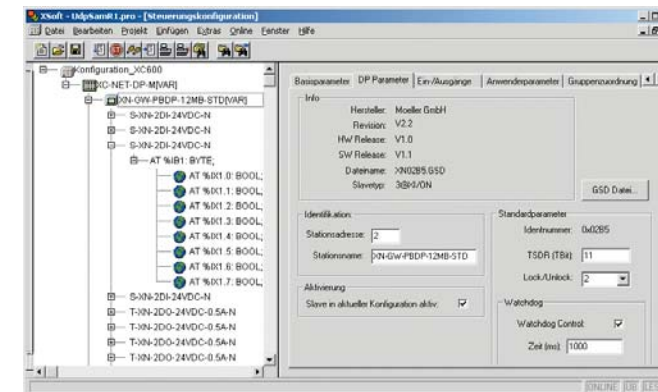 XSoft - UdpSamR1.pro - [Steuerungskonfiguration]
Datei Bearbeiten Projekt Einfügen Extras Online Fenster Hilfe
Konfiguration_XC600
XC-NET-DP-M[VAR]
XN-GW-PBDP-12MB-STD[VAR]
S-XN-2DI-24VDC-N
S-XN-2DI-24VDC-N
S-XN-2DI-24VDC-N
AT %IB1: BYTE;
AT %IX1.0: BOOL;
AT %IX1.1: BOOL;
AT %IX1.2: BOOL;
AT %IX1.3: BOOL;
AT %IX1.4: BOOL;
AT %IX1.5: BOOL;
AT %IX1.6: BOOL;
AT %IX1.7: BOOL;
S-XN-2DI-24VDC-N
T-XN-2DO-24VDC-0.5A-N
T-XN-2DO-24VDC-0.5A-N
T-XN-2DO-24VDC-0.5A-N
Basisparameter DP Parameter Ein-/Ausgänge Anwenderparameter Gruppenzuordnung
Info
Hersteller: Moeller GmbH
Revision: V2.2
HW Release: V1.0
SW Release: V1.1
Dateiname: XN02B5.GSD
Slavetyp:
GSD Datei...
Identifikation
Stationsadresse: 2
Stationsname: XN-GW-PBDP-12MB-STD
Aktivierung
Slave in aktueller Konfiguration aktiv:
Standardparameter
Identnummer: 0x02B5
TSDR (TBit): 11
Lock/Unlock: 2
Watchdog
Watchdog Control:
Zeit (ms): 1000
ONLINE